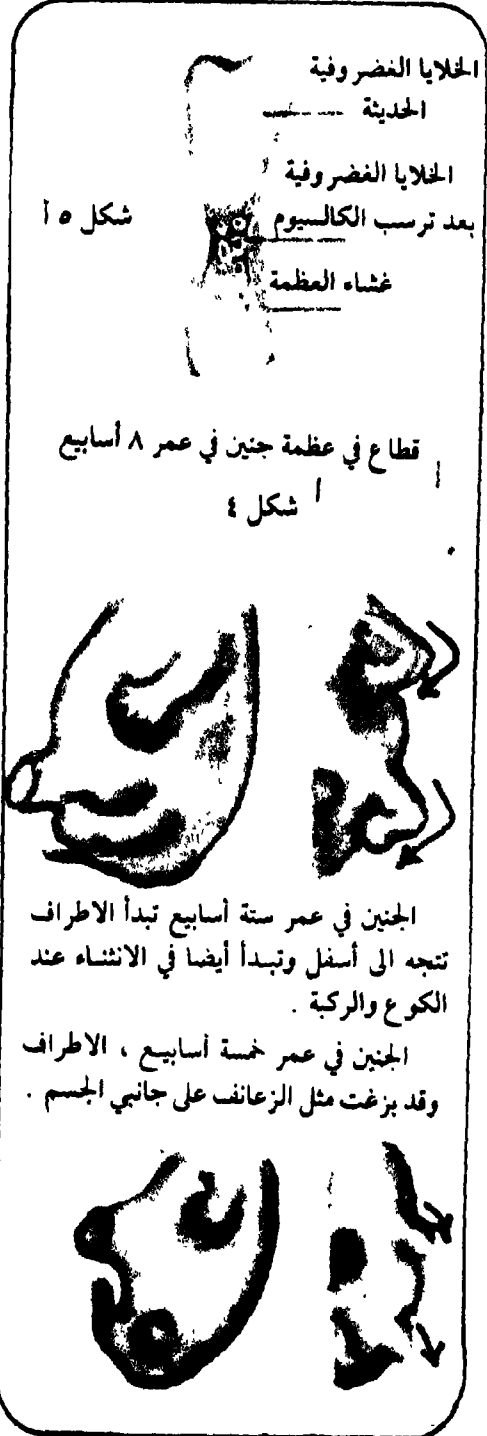 الخلايا الغضروفية
الحديثة
الخلايا الغضروفية
بعد ترسب الكالسيوم
شكل ٥ أ
غشاء العظمة
قطاع في عظمة جنين في عمر ٨ أسابيع
شكل ٤ أ
الجنين في عمر ستة أسابيع تبدأ الاطراف
تتجه الى أسفل وتبدأ أيضا في الانثناء عند
الكوع والركبة .
الجنين في عمر خمسة أسابيع ، الاطراف
وقد بزغت مثل الزعانف على جانبي الجسم .